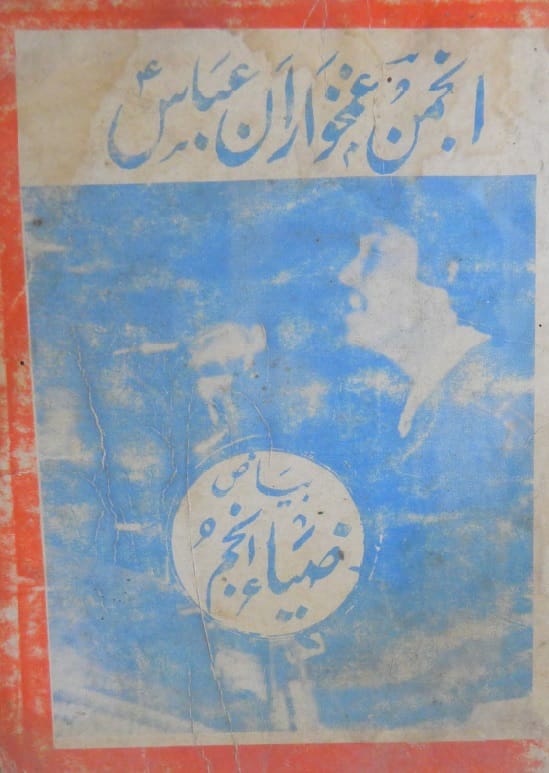 انجمن غمخواران عباسؑ
بیاض
ضیاء انجمؔ